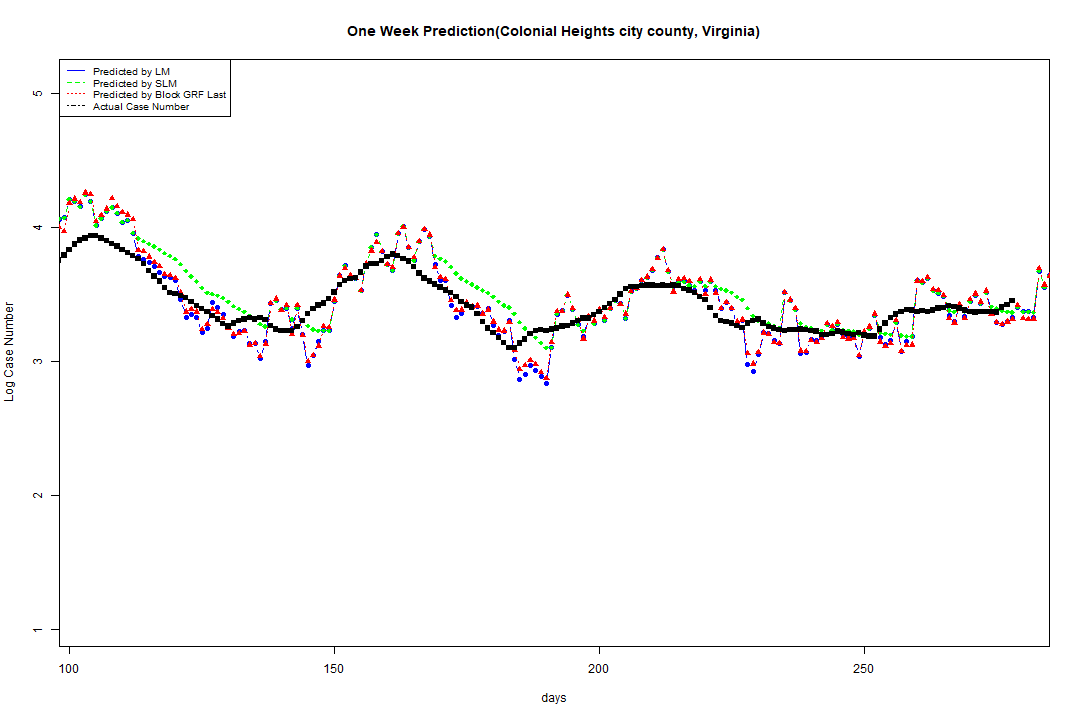 One Week Prediction(Colonial Heights city county, Virginia)
Predicted by LM
Predicted by SLM
Predicted by Block GRF Last
Actual Case Number
5
4
3
2
1
Log Case Number
100 150 200 250
days